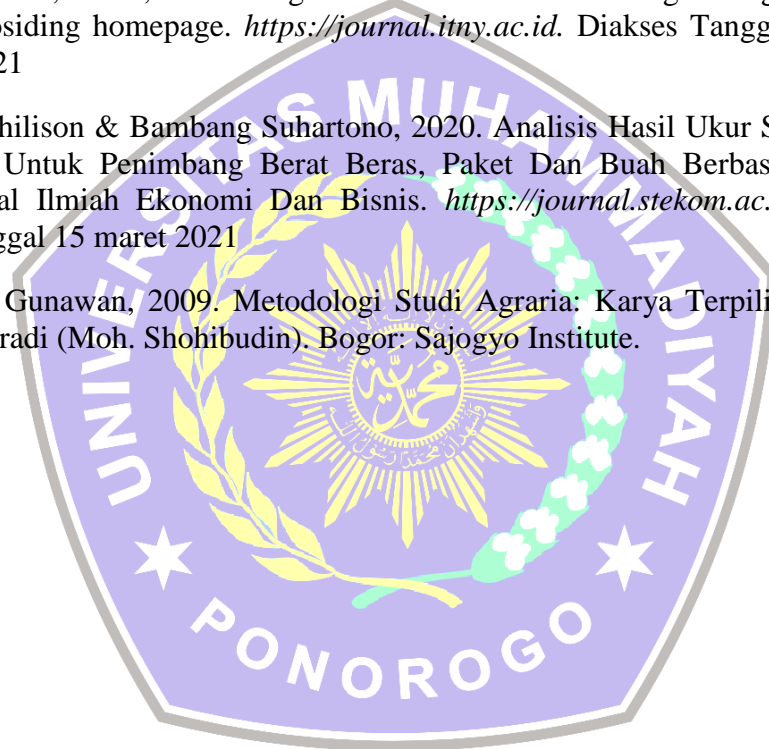 siding homepage. https://journal.itny.ac.id. Diakses Tangg
21
hilison & Bambang Suhartono, 2020. Analisis Hasil Ukur S
Untuk Penimbang Berat Beras, Paket Dan Buah Berbas
al Ilmiah Ekonomi Dan Bisnis. https://journal.stekom.ac.
ggal 15 maret 2021
Gunawan, 2009. Metodologi Studi Agraria: Karya Terpili
radi (Moh. Shohibudin). Bogor: Sajogyo Institute.
UNIVERSITAS MUHAMMADIYAH
PONOROGO
محمدية